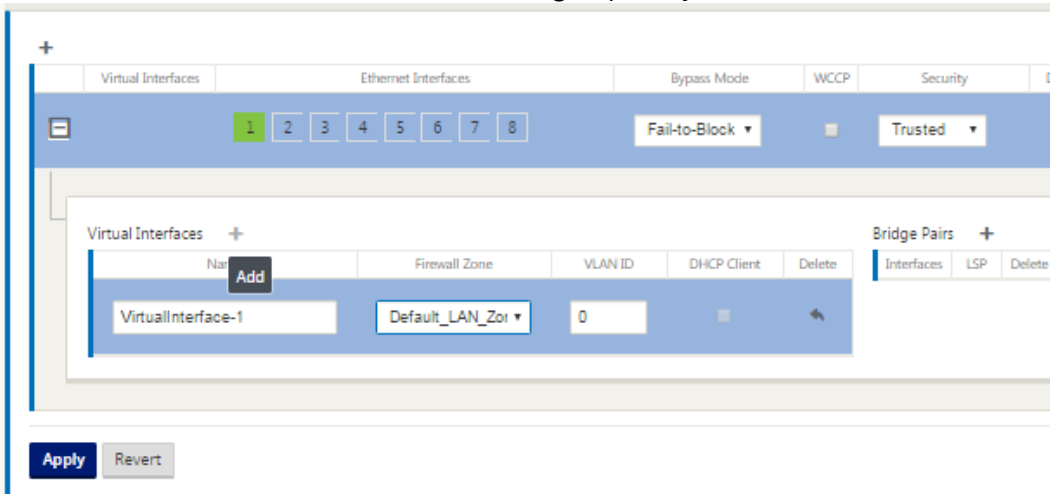 +
Virtual Interfaces Ethernet Interfaces Bypass Mode WCCP Security
1 2 3 4 5 6 7 8 Fail-to-Block Trusted
Virtual Interfaces + Bridge Pairs +
Firewall Zone VLAN ID DHCP Client Delete Interfaces LSP Delete
Add
VirtualInterface-1 Default_LAN_Zor 0
Apply Revert